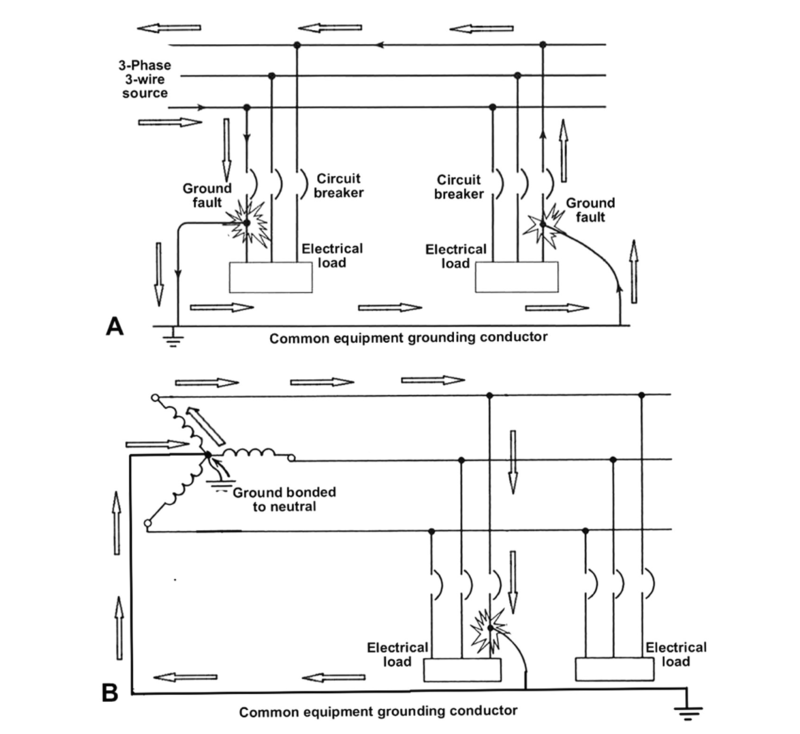 3-Phase
3-wire
source
Ground
fault
Circuit
breaker
Electrical
load
Circuit
breaker
Ground
fault
Electrical
load
A
Common equipment grounding conductor
Ground bonded
to neutral
Electrical
load
Electrical
load
B
Common equipment grounding conductor